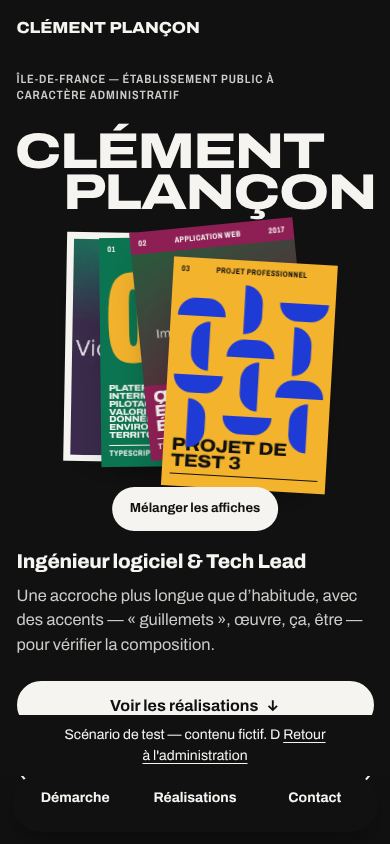 CLÉMENT PLANÇON
ÎLE-DE-FRANCE — ÉTABLISSEMENT PUBLIC À
CARACTÈRE ADMINISTRATIF
CLÉMENT
PLANÇON
01
02 APPLICATION WEB 2017
03 PROJET PROFESSIONNEL
PROJET DE
TEST 3
Mélanger les affiches
Ingénieur logiciel & Tech Lead
Une accroche plus longue que d’habitude, avec
des accents — « guillemets », œuvre, ça, être —
pour vérifier la composition.
Voir les réalisations ↓
Scénario de test — contenu fictif. D Retour
à l'administration
Démarche Réalisations Contact